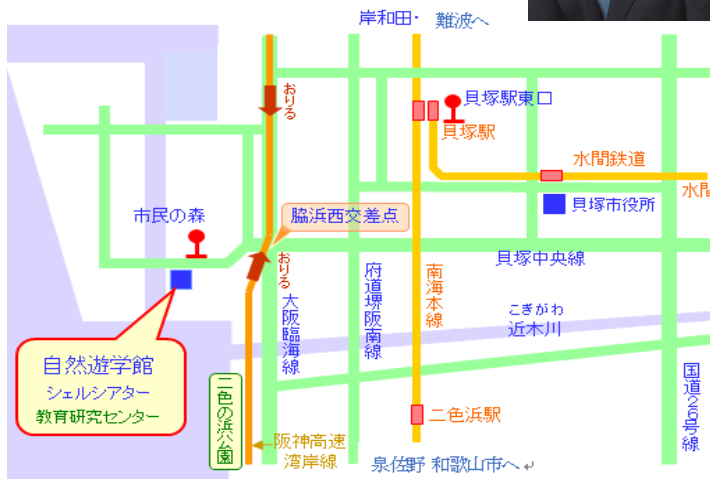 岸和田・ 難波へ
おりる
貝塚駅東口
貝塚駅
水間鉄道
水間
市民の森
脇浜西交差点
貝塚市役所
おりる
貝塚中央線
大阪臨海線
府道堺阪南線
南海本線
こぎがわ
近木川
自然遊学館
シェルシアター
教育研究センター
二色の浜公園
国道26号線
二色浜駅
阪神高速
湾岸線
泉佐野 和歌山市へ